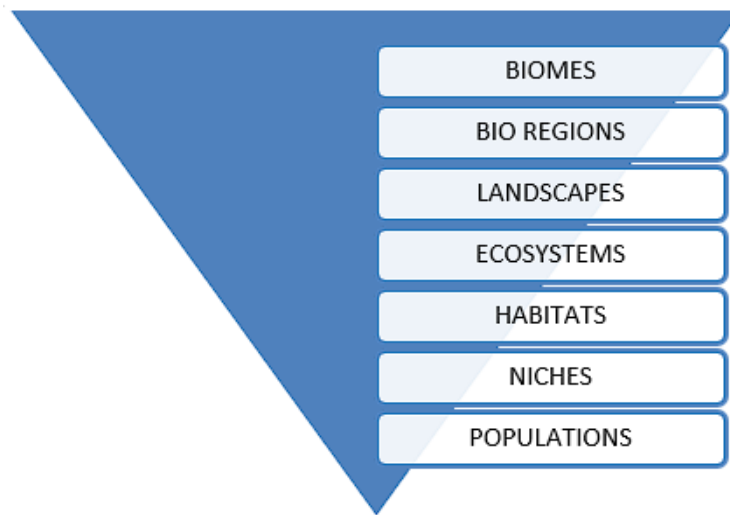 BIOMES
BIO REGIONS
LANDSCAPES
ECOSYSTEMS
HABITATS
NICHES
POPULATIONS